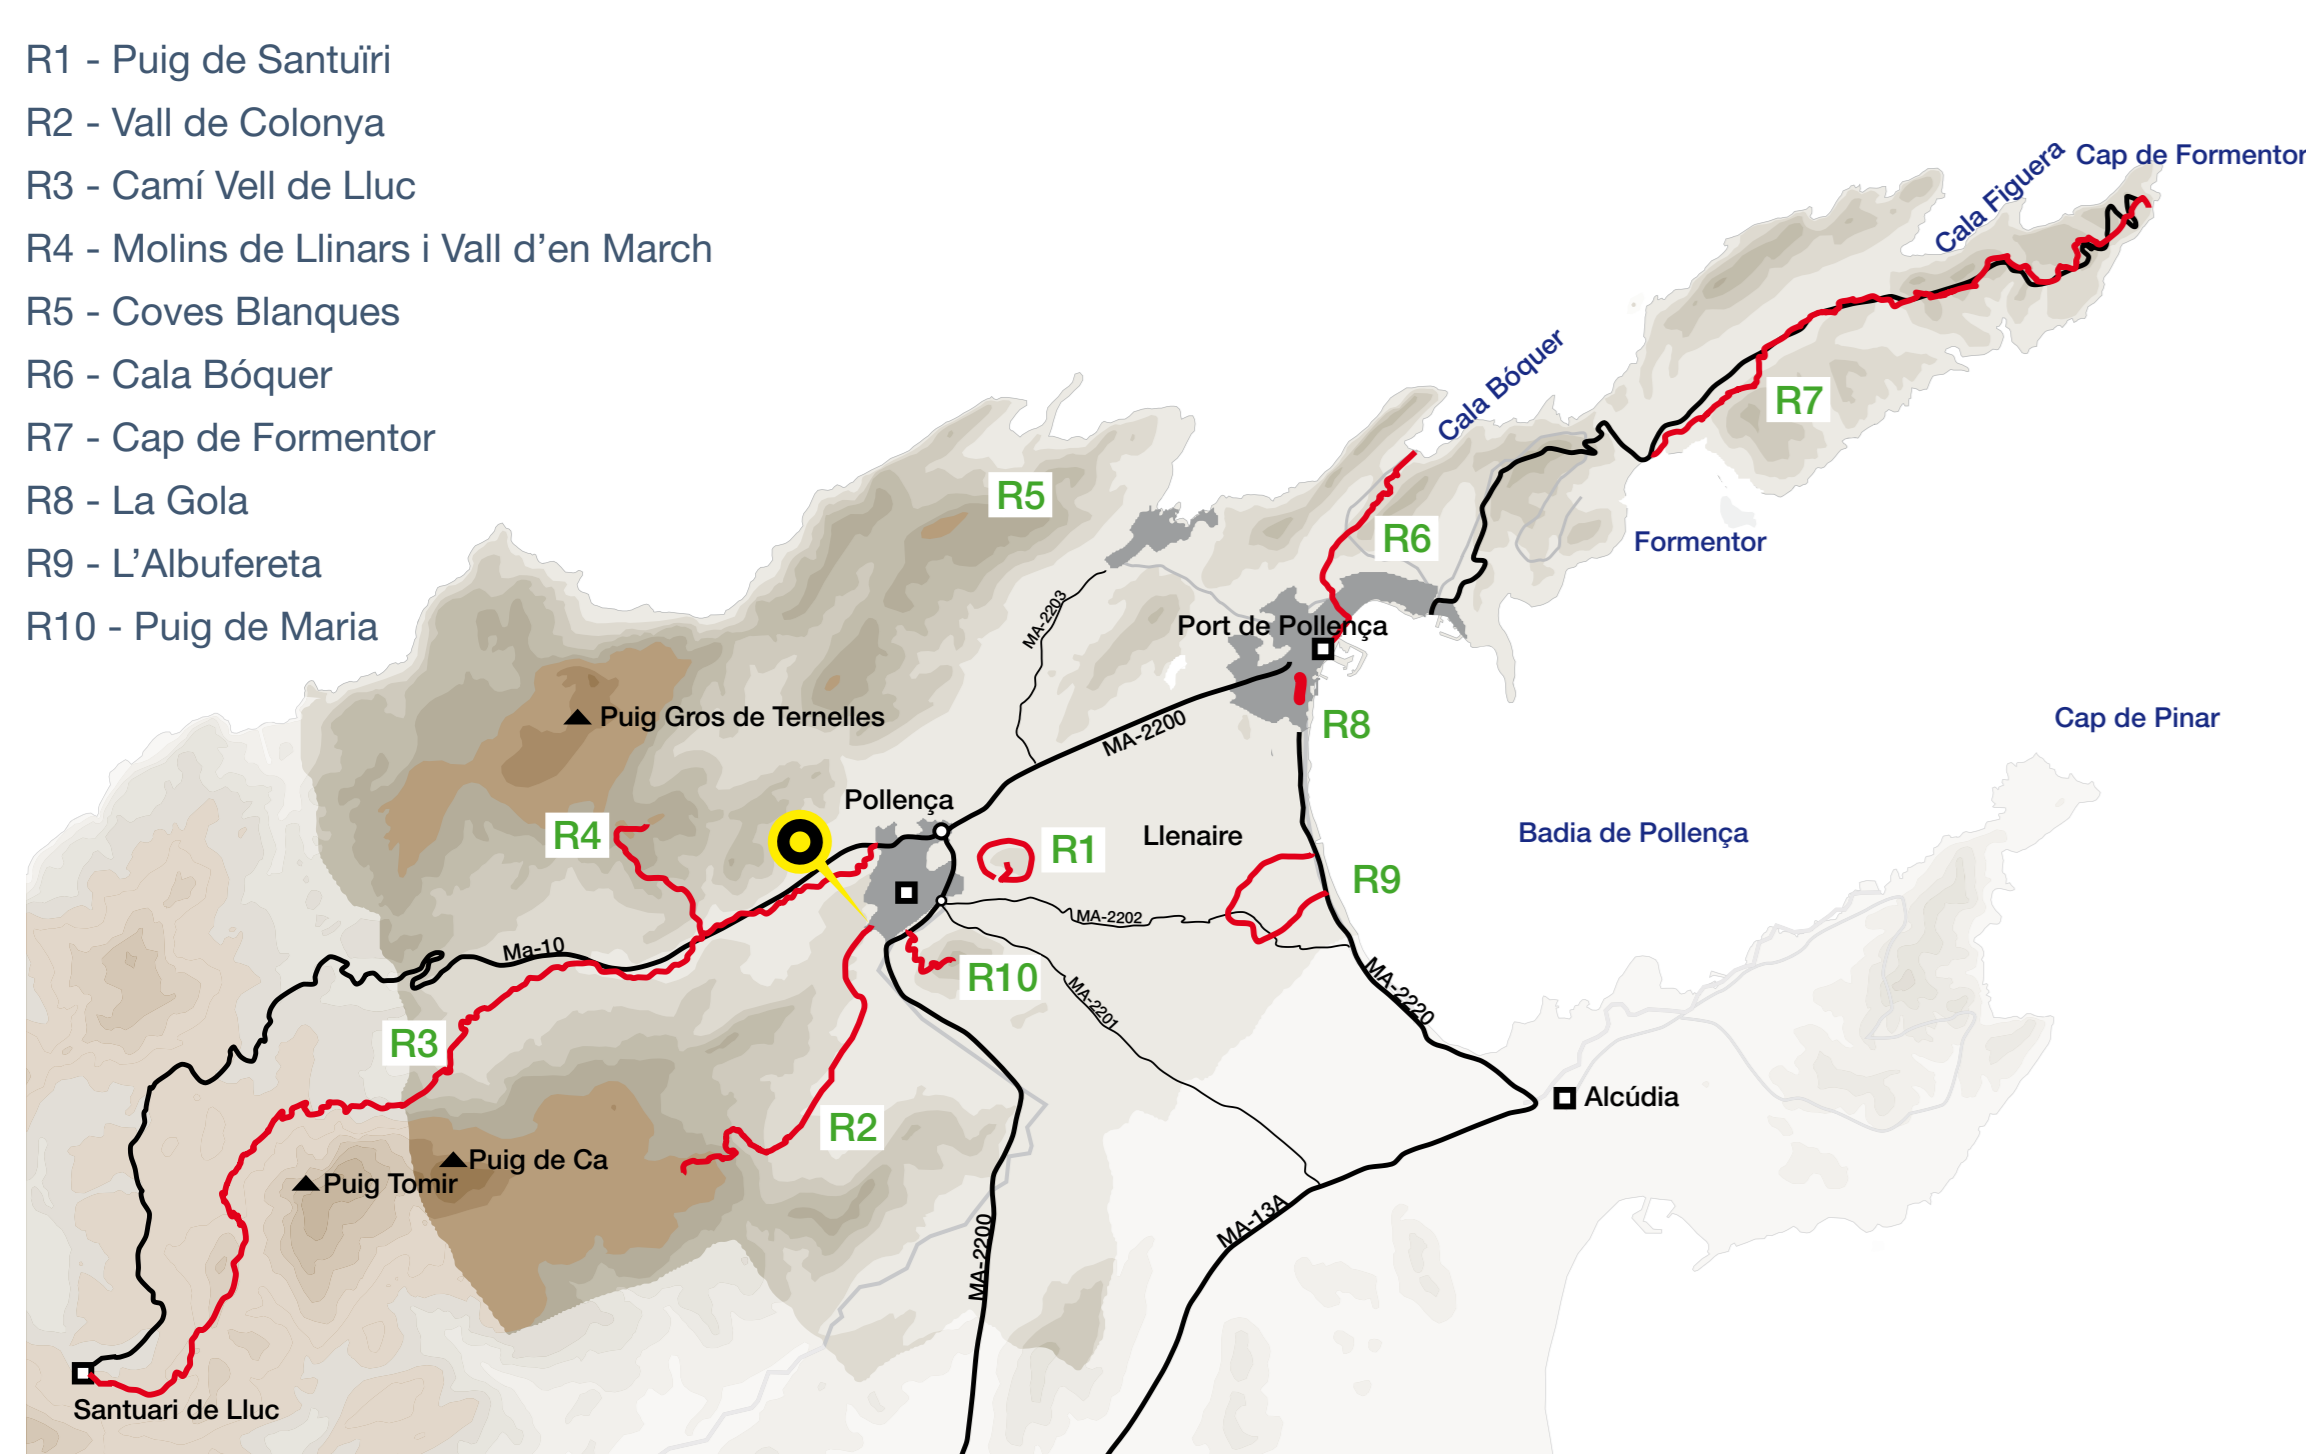 R1 - Puig de Santuïri
R2 - Vall de Colonya
R3 - Camí Vell de Lluc
R4 - Molins de Llinars i Vall d’en March
R5 - Coves Blanques
R6 - Cala Bóquer
R7 - Cap de Formentor
R8 - La Gola
R9 - L’Albufereta
R10 - Puig de Maria
Cap de Formentor
Cala Figuera
Cala Bóquer
R7
R5
R6
Formentor
MA-2203
Port de Pollença
Puig Gros de Ternelles
MA-2200
R8
Cap de Pinar
Pollença
R4
R1
Llenaire
Badia de Pollença
R9
MA-2202
Ma-10
R10
MA-2201
MA-2220
R3
Alcúdia
R2
Puig de Ca
Puig Tomir
MA-2200
MA-13A
Santuari de Lluc